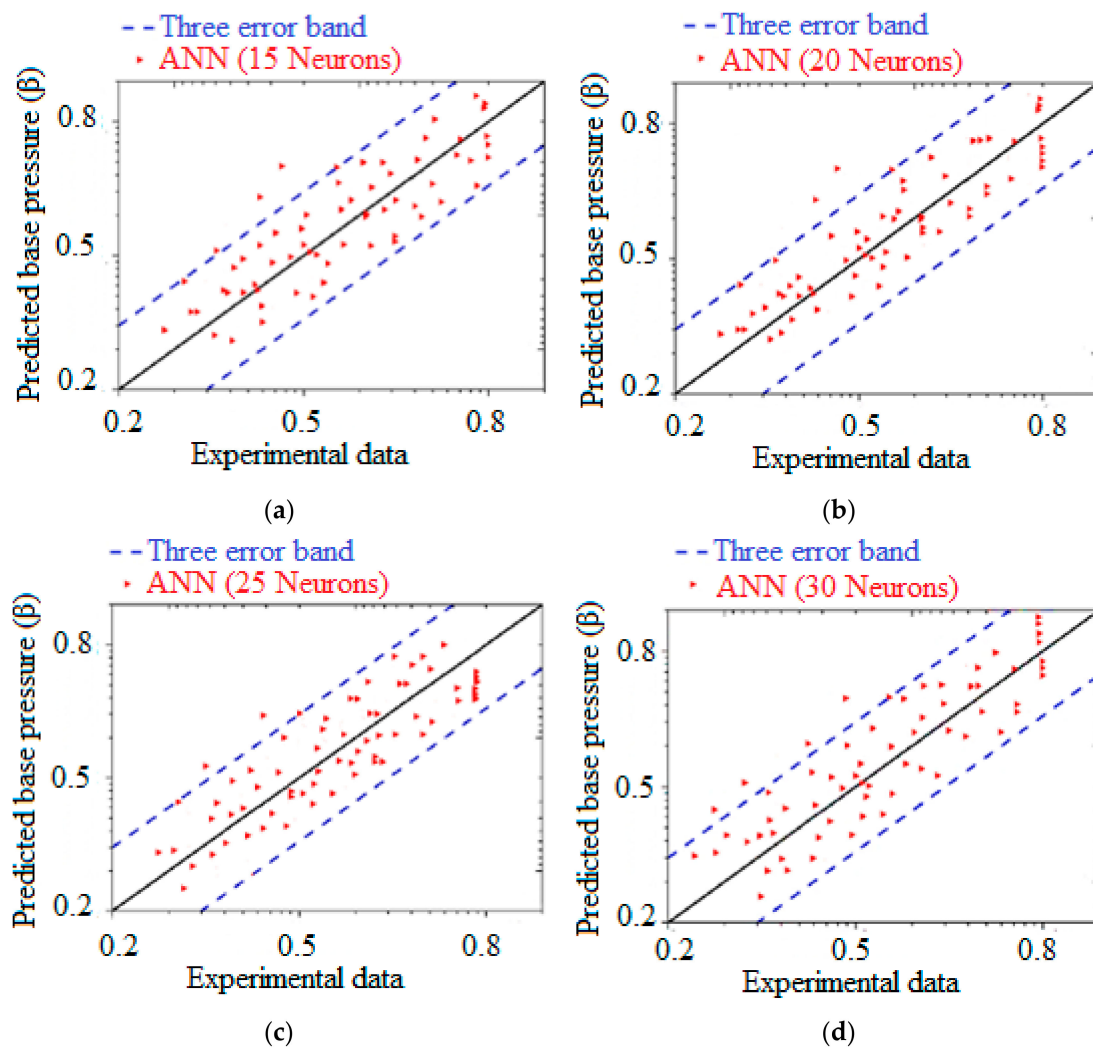 Three error band
ANN (15 Neurons)
Predicted base pressure (β)
0.8
0.5
0.2
0.2 0.5 0.8
Experimental data
(a)
Three error band
ANN (20 Neurons)
Predicted base pressure (β)
0.8
0.5
0.2
0.2 0.5 0.8
Experimental data
(b)
Three error band
ANN (25 Neurons)
Predicted base pressure (β)
0.8
0.5
0.2
0.2 0.5 0.8
Experimental data
(c)
Three error band
ANN (30 Neurons)
Predicted base pressure (β)
0.8
0.5
0.2
0.2 0.5 0.8
Experimental data
(d)